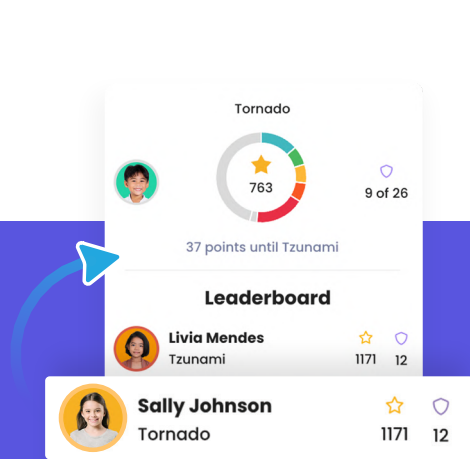 Tornado
763
9 of 26
37 points until Tzunami
Leaderboard
Livia Mendes
Tzunami
1171 12
Sally Johnson
Tornado
1171 12